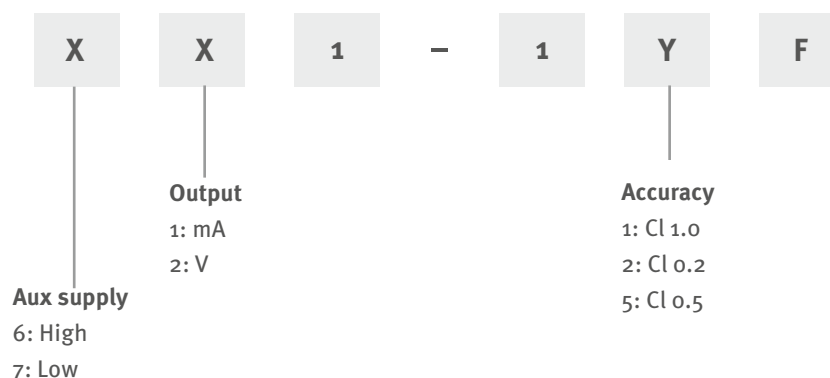 X X 1 – 1 Y F
Output
1: mA
2: V
Accuracy
1: Cl 1.0
2: Cl 0.2
5: Cl 0.5
Aux supply
6: High
7: Low